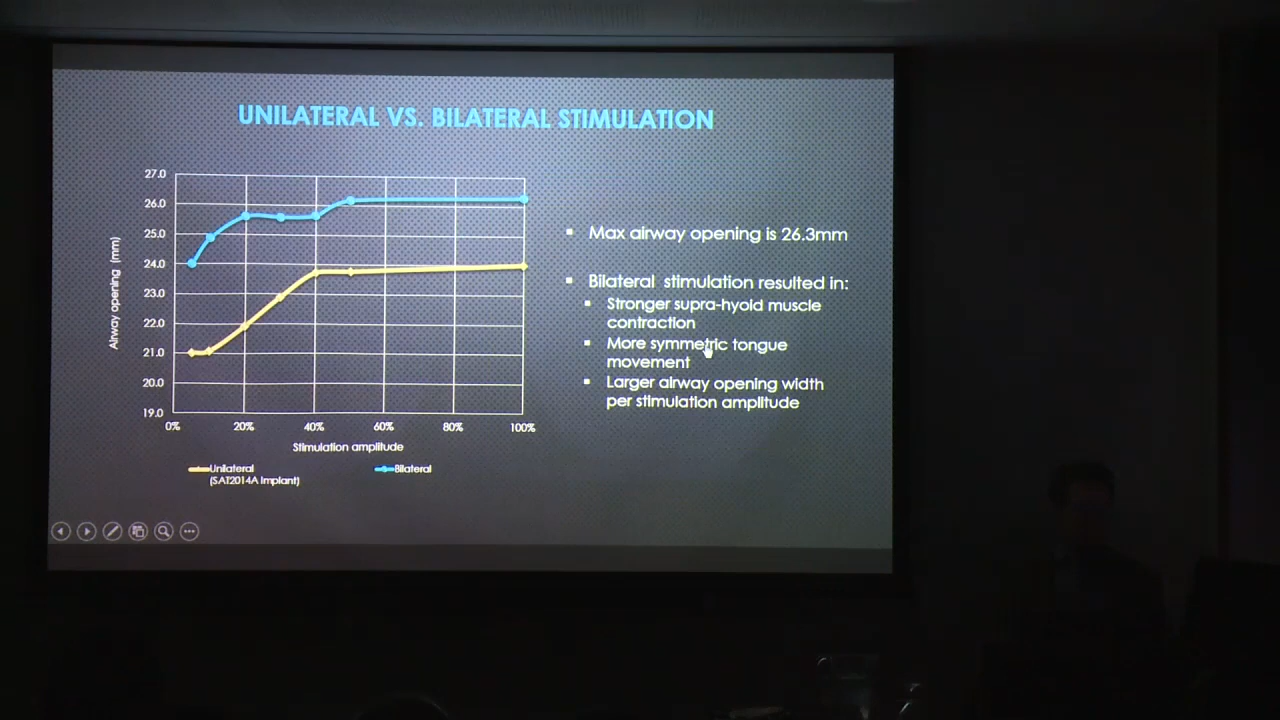 UNILATERAL VS. BILATERAL STIMULATION
27.0
26.0
25.0
24.0
23.0
22.0
21.0
20.0
19.0
Airway opening (mm)
0% 20% 40% 60% 80% 100%
Stimulation amplitude
Unilateral
(SAT2014A Implant)
Bilateral
Max airway opening is 26.3mm
Bilateral stimulation resulted in:
Stronger supra-hyoid muscle
contraction
More symmetric tongue
movement
Larger airway opening width
per stimulation amplitude